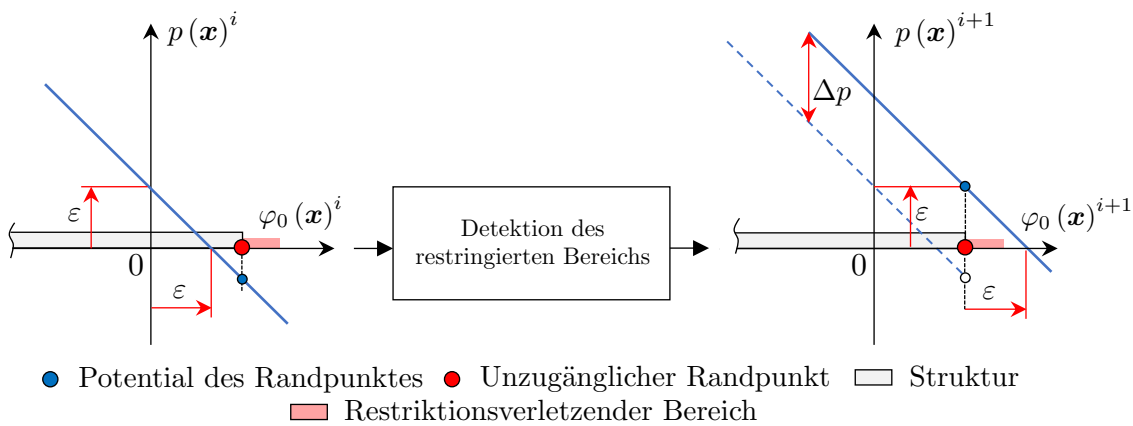 p (x)^i
ε
φ₀ (x)^i
0
ε
Detektion des
restringierten Bereichs
p (x)^{i+1}
Δp
ε
φ₀ (x)^{i+1}
0
ε
Potential des Randpunktes
Unzugänglicher Randpunkt
Struktur
Restriktionsverletzender Bereich